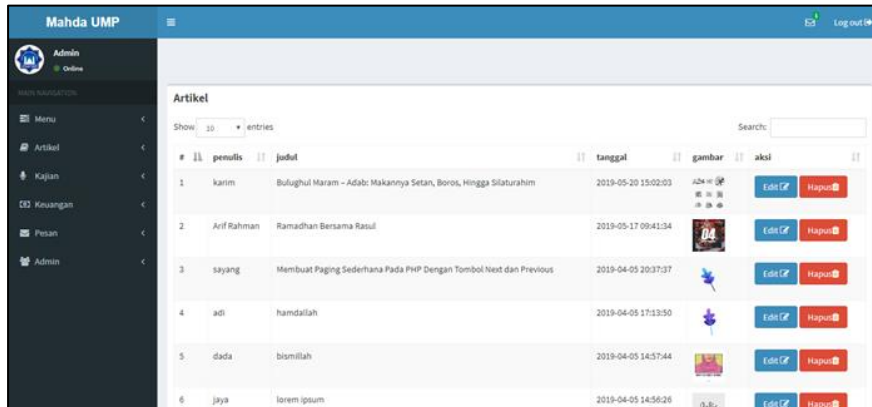 Mahda UMP
Log out
Admin
Online
MAIN NAVIGATION
Menu
Artikel
Kajian
Keuangan
Pesan
Admin
Artikel
Show 10 entries
Search:
# penulis judul tanggal gambar aksi
1 karim Bulughul Maram – Adab: Makannya Setan, Boros, Hingga Silaturahim 2019-05-20 15:02:03 Edit Hapus
2 Arif Rahman Ramadhan Bersama Rasul 2019-05-17 09:41:34 04 Edit Hapus
3 sayang Membuat Paging Sederhana Pada PHP Dengan Tombol Next dan Previous 2019-04-05 20:37:37 Edit Hapus
4 adi hamdallah 2019-04-05 17:13:50 Edit Hapus
5 dada bismillah 2019-04-05 14:57:44 Edit Hapus
6 jaya lorem ipsum 2019-04-05 14:56:26 Edit Hapus